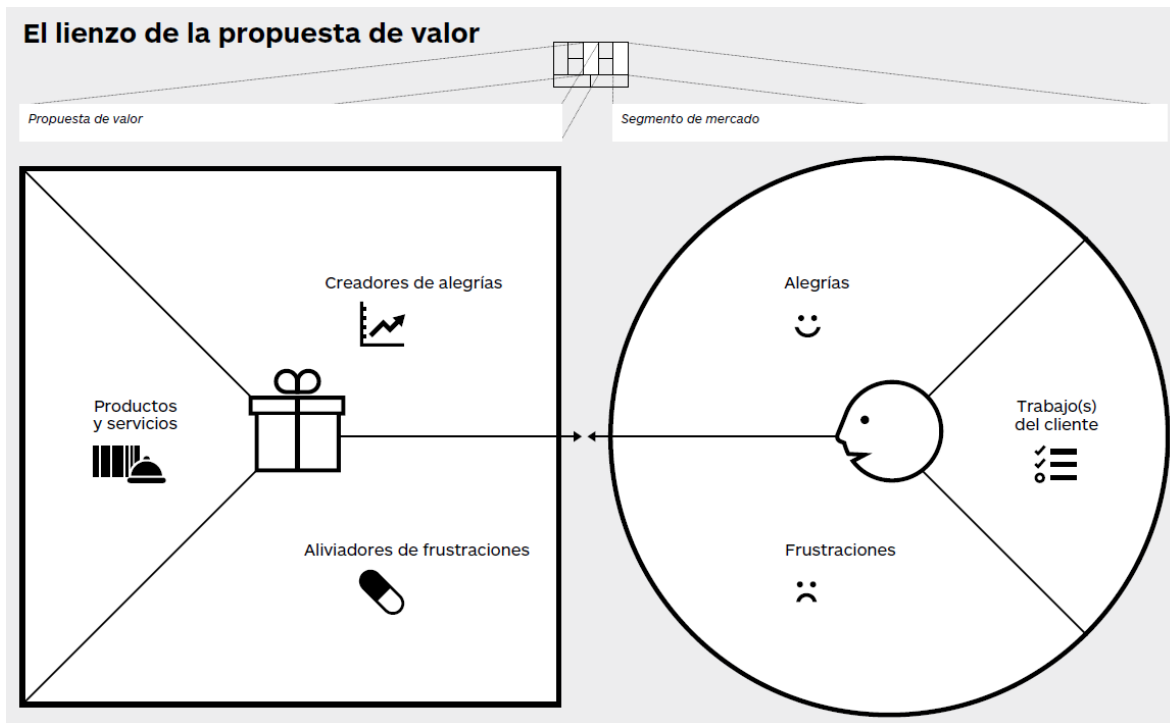 El lienzo de la propuesta de valor
Propuesta de valor
Segmento de mercado
Creadores de alegrías
Productos
y servicios
Aliviadores de frustraciones
Alegrías
Trabajo(s)
del cliente
Frustraciones